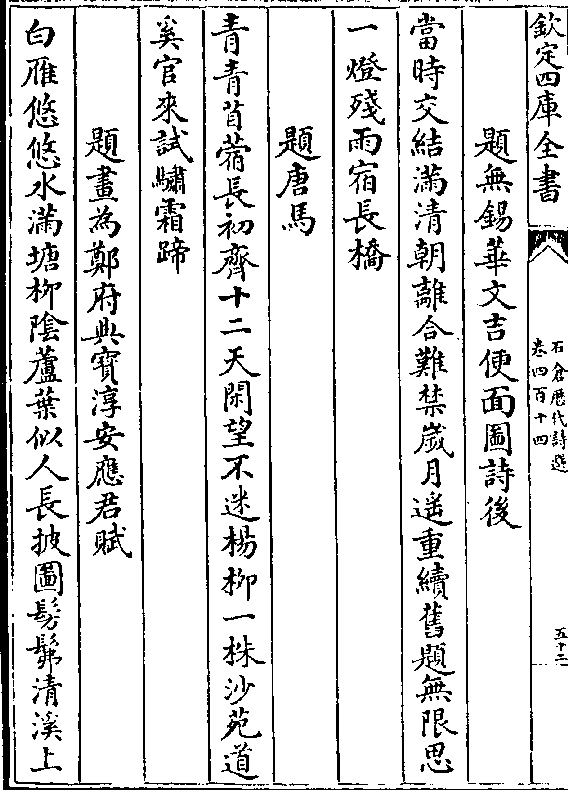 欽定四庫全書
石倉歷代詩選
卷四百十四
五十二
題無錫華文吉便面圖詩後
當時交結滿清朝離合難禁嵗月遥重續舊題無限思
一燈殘雨宿長橋
題唐馬
青青苜蓿長初齊十二天閑望不迷楊柳一株沙苑道
奚官來試驌霜蹄
題畫為鄭府典寶淳安應君賦
白雁悠悠水滿塘柳隂蘆葉似人長披圖髣髴清溪上